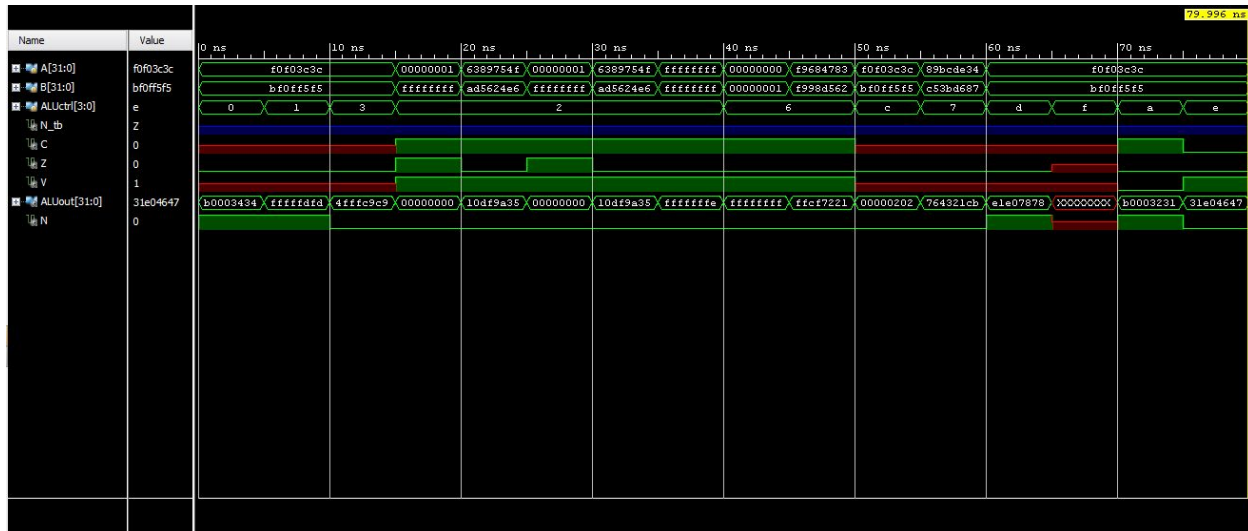 79.996 ns
Name Value
0 ns 10 ns 20 ns 30 ns 40 ns 50 ns 60 ns 70 ns
A[31:0] f0f03c3c f0f03c3c 00000001 6389754f 00000001 6389754f ffffffff 00000000 f9684783 f0f03c3c 89bcde34 f0f03c3c
B[31:0] bf0ff5f5 bf0ff5f5 ffffffff ad5624e6 ffffffff ad5624e6 ffffffff 00000001 f998d562 bf0ff5f5 c53bd687 bf0ff5f5
ALUctrl[3:0] e 0 1 3 2 6 c 7 d f a e
N_tb Z
C 0
Z 0
V 1
ALUout[31:0] 31e04647 b0003434 fffffdfd 4fffc9c9 00000000 10df9a35 00000000 10df9a35 fffffffe ffffffff ffcf7221 00000202 764321cb e1e07878 XXXXXXXX b0003231 31e04647
N 0